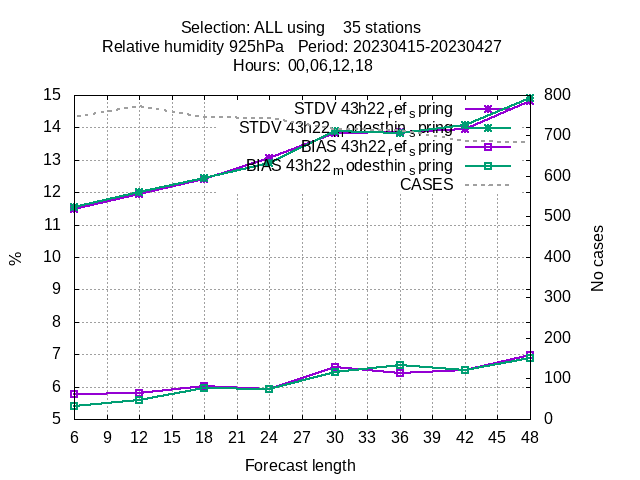 Selection: ALL using    35 stations
Relative humidity 925hPa   Period: 20230415-20230427
Hours:  00,06,12,18
STDV 43h22_ref_spring
STDV 43h22_modesthin_spring
BIAS 43h22_ref_spring
BIAS 43h22_modesthin_spring
CASES
%
15
14
13
12
11
10
9
8
7
6
5
800
700
600
500
400
300
200
100
0
No cases
6 9 12 15 18 21 24 27 30 33 36 39 42 45 48
Forecast length